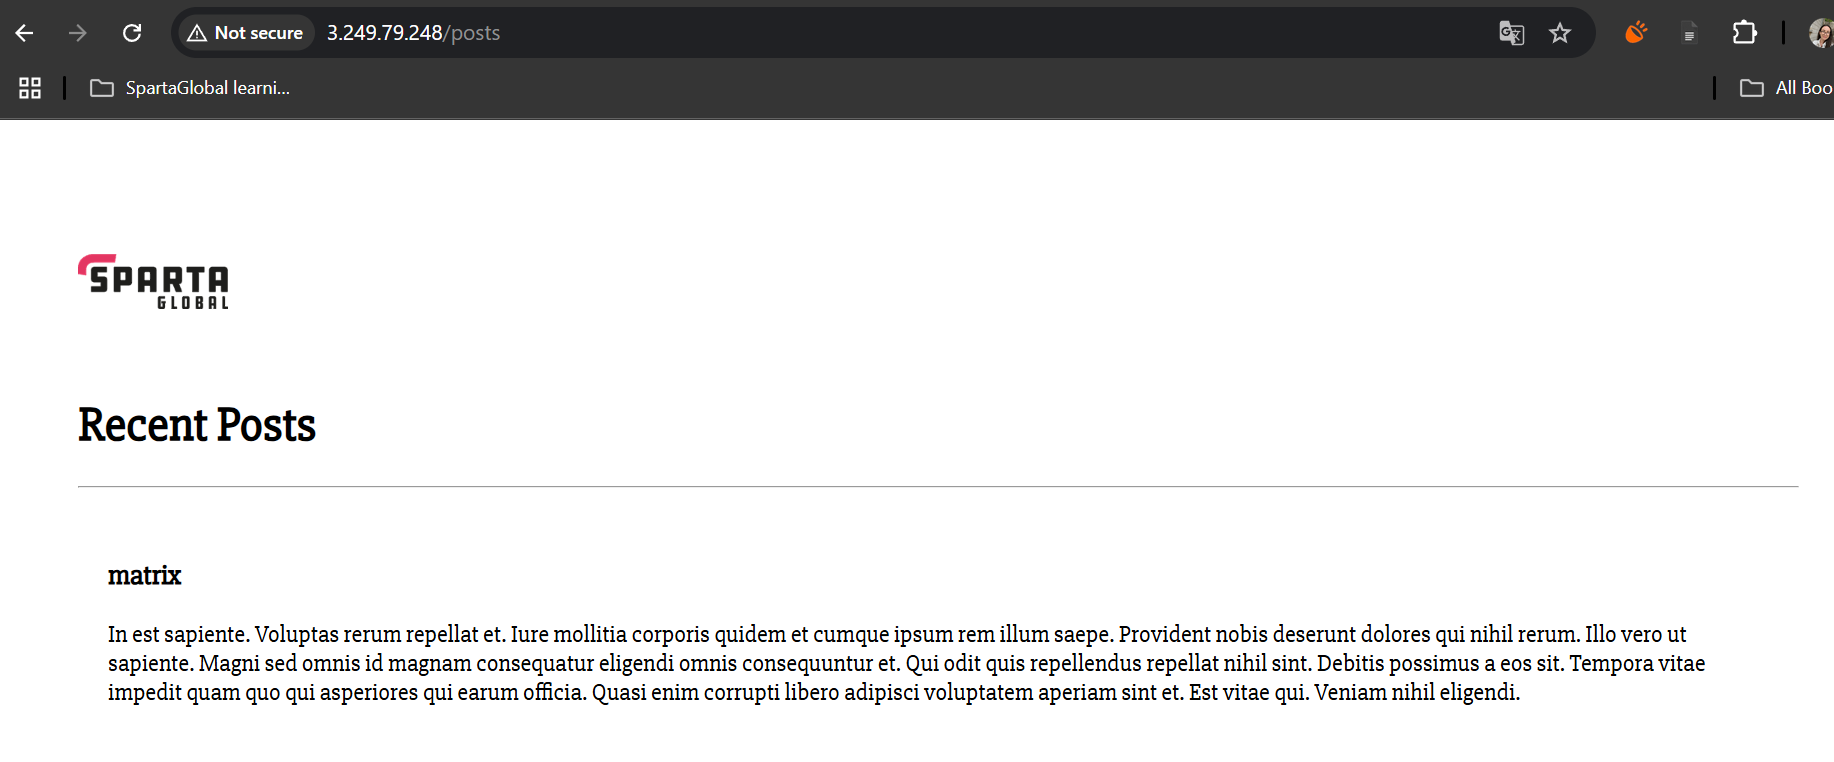 Not secure 3.249.79.248/posts
SpartaGlobal learni...
All Boo
SPARTA
GLOBAL
Recent Posts
matrix
In est sapiente. Voluptas rerum repellat et. Iure mollitia corporis quidem et cumque ipsum rem illum saepe. Provident nobis deserunt dolores qui nihil rerum. Illo vero ut
sapiente. Magni sed omnis id magnam consequatur eligendi omnis consequuntur et. Qui odit quis repellendus repellat nihil sint. Debitis possimus a eos sit. Tempora vitae
impedit quam quo qui asperiores qui earum officia. Quasi enim corrupti libero adipisci voluptatem aperiam sint et. Est vitae qui. Veniam nihil eligendi.